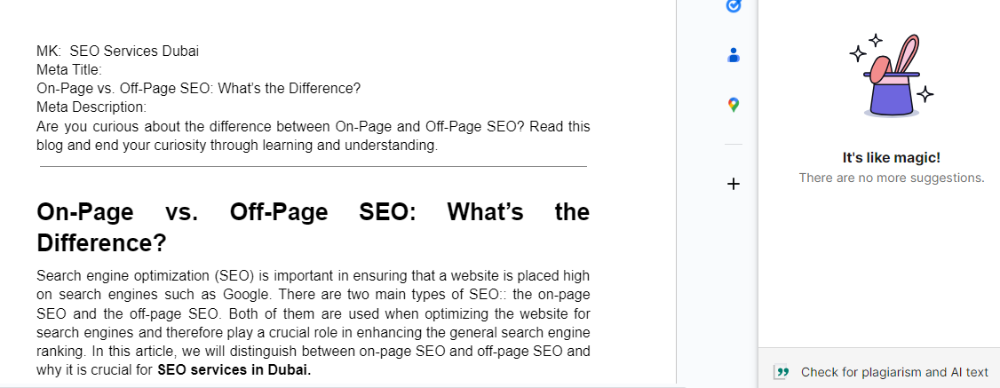 MK:  SEO Services Dubai
Meta Title:
On-Page vs. Off-Page SEO: What's the Difference?
Meta Description:
Are you curious about the difference between On-Page and Off-Page SEO? Read this
blog and end your curiosity through learning and understanding.
On-Page vs. Off-Page SEO: What's the
Difference?
Search engine optimization (SEO) is important in ensuring that a website is placed high
on search engines such as Google. There are two main types of SEO:: the on-page
SEO and the off-page SEO. Both of them are used when optimizing the website for
search engines and therefore play a crucial role in enhancing the general search engine
ranking. In this article, we will distinguish between on-page SEO and off-page SEO and
why it is crucial for SEO services in Dubai.
It's like magic!
There are no more suggestions.
Check for plagiarism and AI text